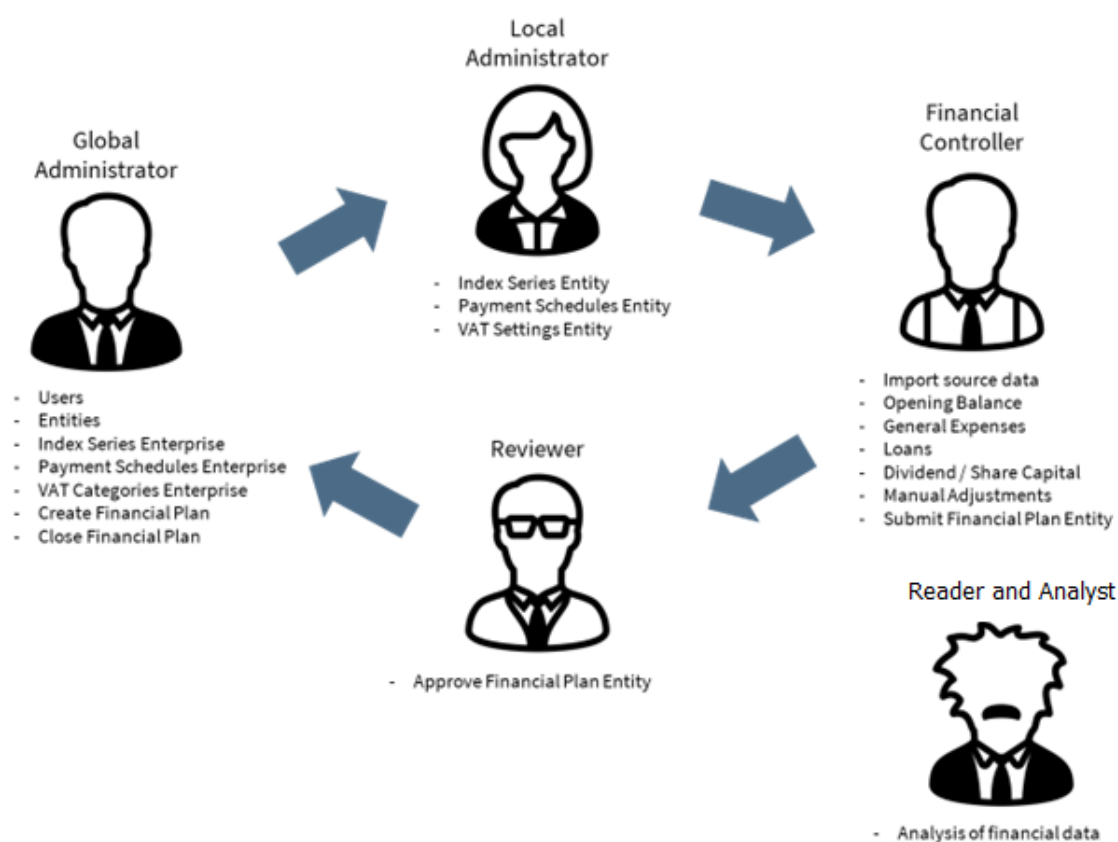 Local
Administrator
- Index Series Entity
- Payment Schedules Entity
- VAT Settings Entity
Global
Administrator
- Users
- Entities
- Index Series Enterprise
- Payment Schedules Enterprise
- VAT Categories Enterprise
- Create Financial Plan
- Close Financial Plan
Financial
Controller
- Import source data
- Opening Balance
- General Expenses
- Loans
- Dividend / Share Capital
- Manual Adjustments
- Submit Financial Plan Entity
Reviewer
- Approve Financial Plan Entity
Reader and Analyst
- Analysis of financial data